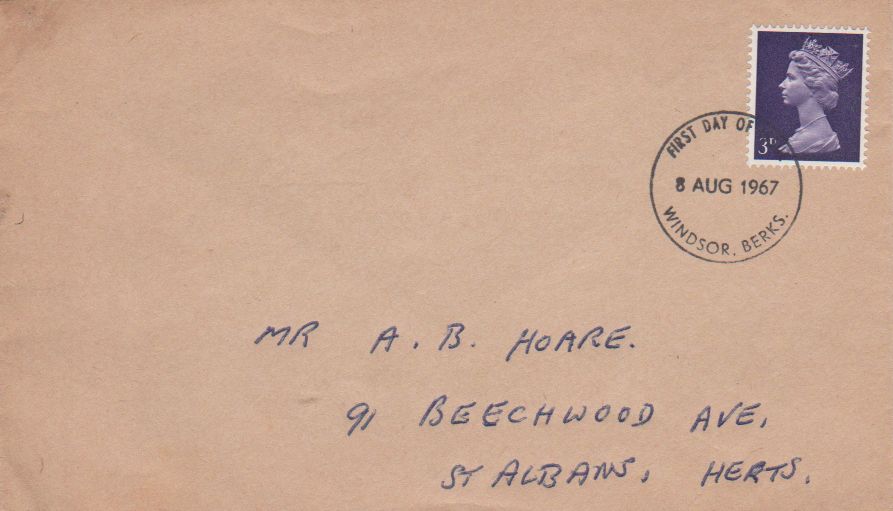 3D
FIRST DAY OF
8 AUG 1967
WINDSOR, BERKS.
MR A. B. HOARE.
91 BEECHWOOD AVE,
ST ALBANS, HERTS.